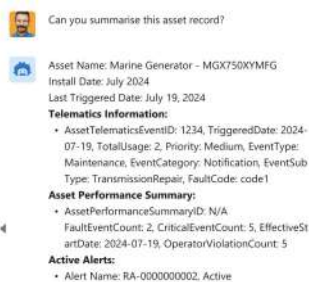 Can you summarise this asset record?
Asset Name: Marine Generator - MGX750XYMFG
Install Date: July 2024
Last Triggered Date: July 19, 2024
Telematics Information:
• AssetTelematicsEventID: 1234, TriggeredDate: 2024-
07-19, TotalUsage: 2, Priority: Medium, EventType:
Maintenance, EventCategory: Notification, EventSub
Type: TransmissionRepair, FaultCode: code1
Asset Performance Summary:
• AssetPerformanceSummaryID: N/A
FaultEventCount: 2, CriticalEventCount: 5, EffectiveSt
artDate: 2024-07-19, OperatorViolationCount: 5
Active Alerts:
• Alert Name: RA-0000000002, Active